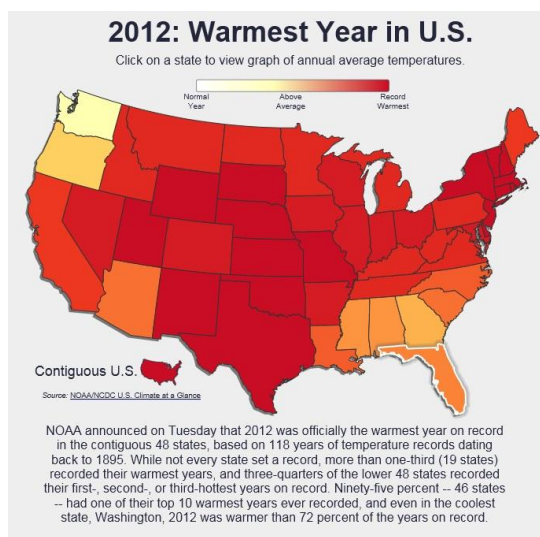 2012: Warmest Year in U.S.
Click on a state to view graph of annual average temperatures.
Normal Year
Above Average
Record Warmest
Contiguous U.S.
Source: NOAA/NCDC U.S. Climate at a Glance
NOAA announced on Tuesday that 2012 was officially the warmest year on record
in the contiguous 48 states, based on 118 years of temperature records dating
back to 1895. While not every state set a record, more than one-third (19 states)
recorded their warmest years, and three-quarters of the lower 48 states recorded
their first-, second-, or third-hottest years on record. Ninety-five percent -- 46 states
-- had one of their top 10 warmest years ever recorded, and even in the coolest
state, Washington, 2012 was warmer than 72 percent of the years on record.